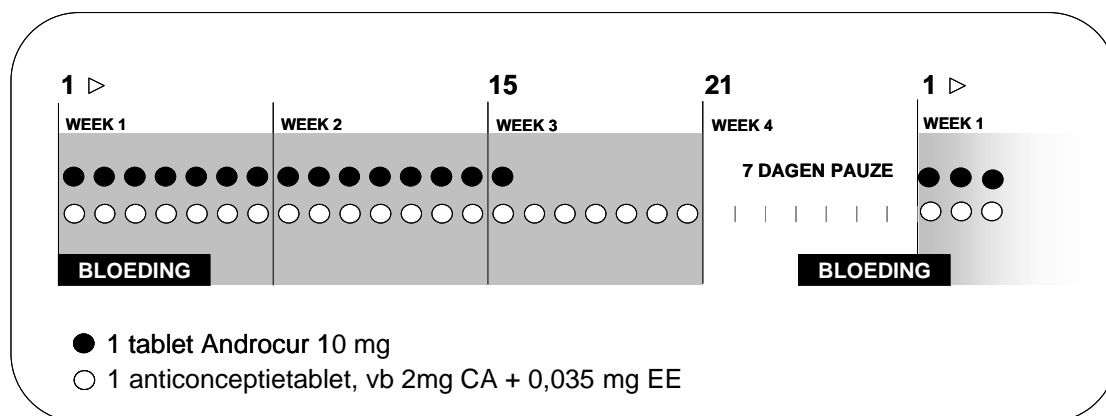 1 ▷ 15 21 1 ▷
WEEK 1 WEEK 2 WEEK 3 WEEK 4 WEEK 1
7 DAGEN PAUZE
BLOEDING BLOEDING
1 tablet Androcur 10 mg
1 anticonceptietablet, vb 2mg CA + 0,035 mg EE